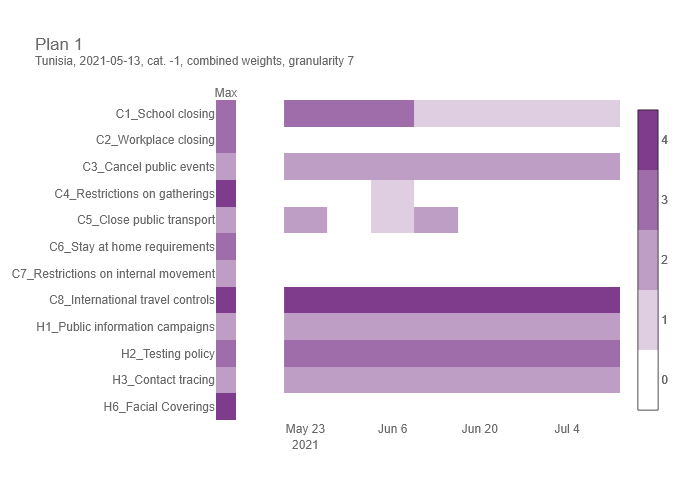 Plan 1
Tunisia, 2021-05-13, cat. -1, combined weights, granularity 7
Max
C1_School closing
C2_Workplace closing
C3_Cancel public events
C4_Restrictions on gatherings
C5_Close public transport
C6_Stay at home requirements
C7_Restrictions on internal movement
C8_International travel controls
H1_Public information campaigns
H2_Testing policy
H3_Contact tracing
H6_Facial Coverings
May 23 Jun 6 Jun 20 Jul 4
2021
4
3
2
1
0